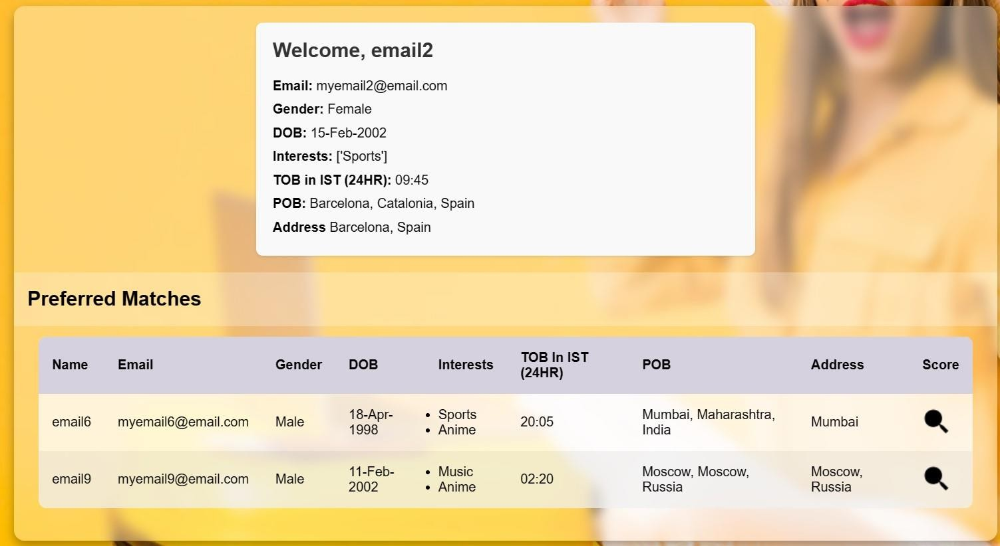 Welcome, email2
Email: myemail2@email.com
Gender: Female
DOB: 15-Feb-2002
Interests: ['Sports']
TOB in IST (24HR): 09:45
POB: Barcelona, Catalonia, Spain
Address Barcelona, Spain
Preferred Matches
Name Email Gender DOB Interests TOB In IST (24HR) POB Address Score
email6 myemail6@email.com Male 18-Apr-1998 • Sports • Anime 20:05 Mumbai, Maharashtra, India Mumbai
email9 myemail9@email.com Male 11-Feb-2002 • Music • Anime 02:20 Moscow, Moscow, Russia Moscow, Russia